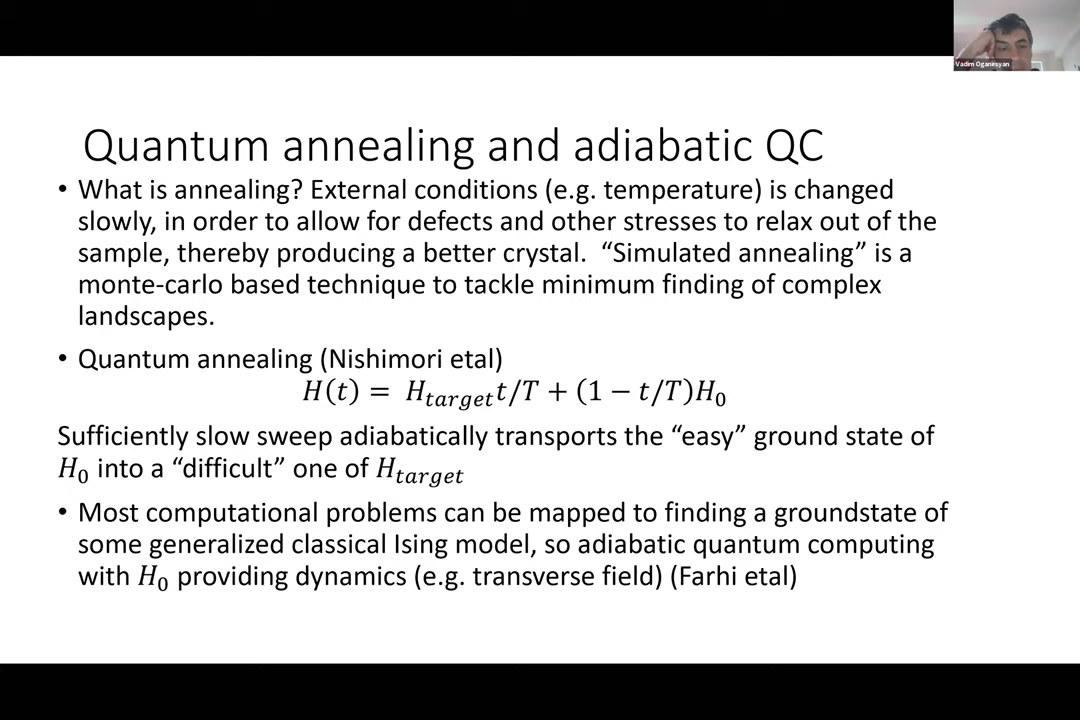 Vadim Oganesyan
Quantum annealing and adiabatic QC
• What is annealing? External conditions (e.g. temperature) is changed
slowly, in order to allow for defects and other stresses to relax out of the
sample, thereby producing a better crystal. “Simulated annealing” is a
monte-carlo based technique to tackle minimum finding of complex
landscapes.
• Quantum annealing (Nishimori etal)
H(t) = H_{target}t/T + (1 − t/T)H_0
Sufficiently slow sweep adiabatically transports the “easy” ground state of
H_0 into a “difficult” one of H_{target}
• Most computational problems can be mapped to finding a groundstate of
some generalized classical Ising model, so adiabatic quantum computing
with H_0 providing dynamics (e.g. transverse field) (Farhi etal)